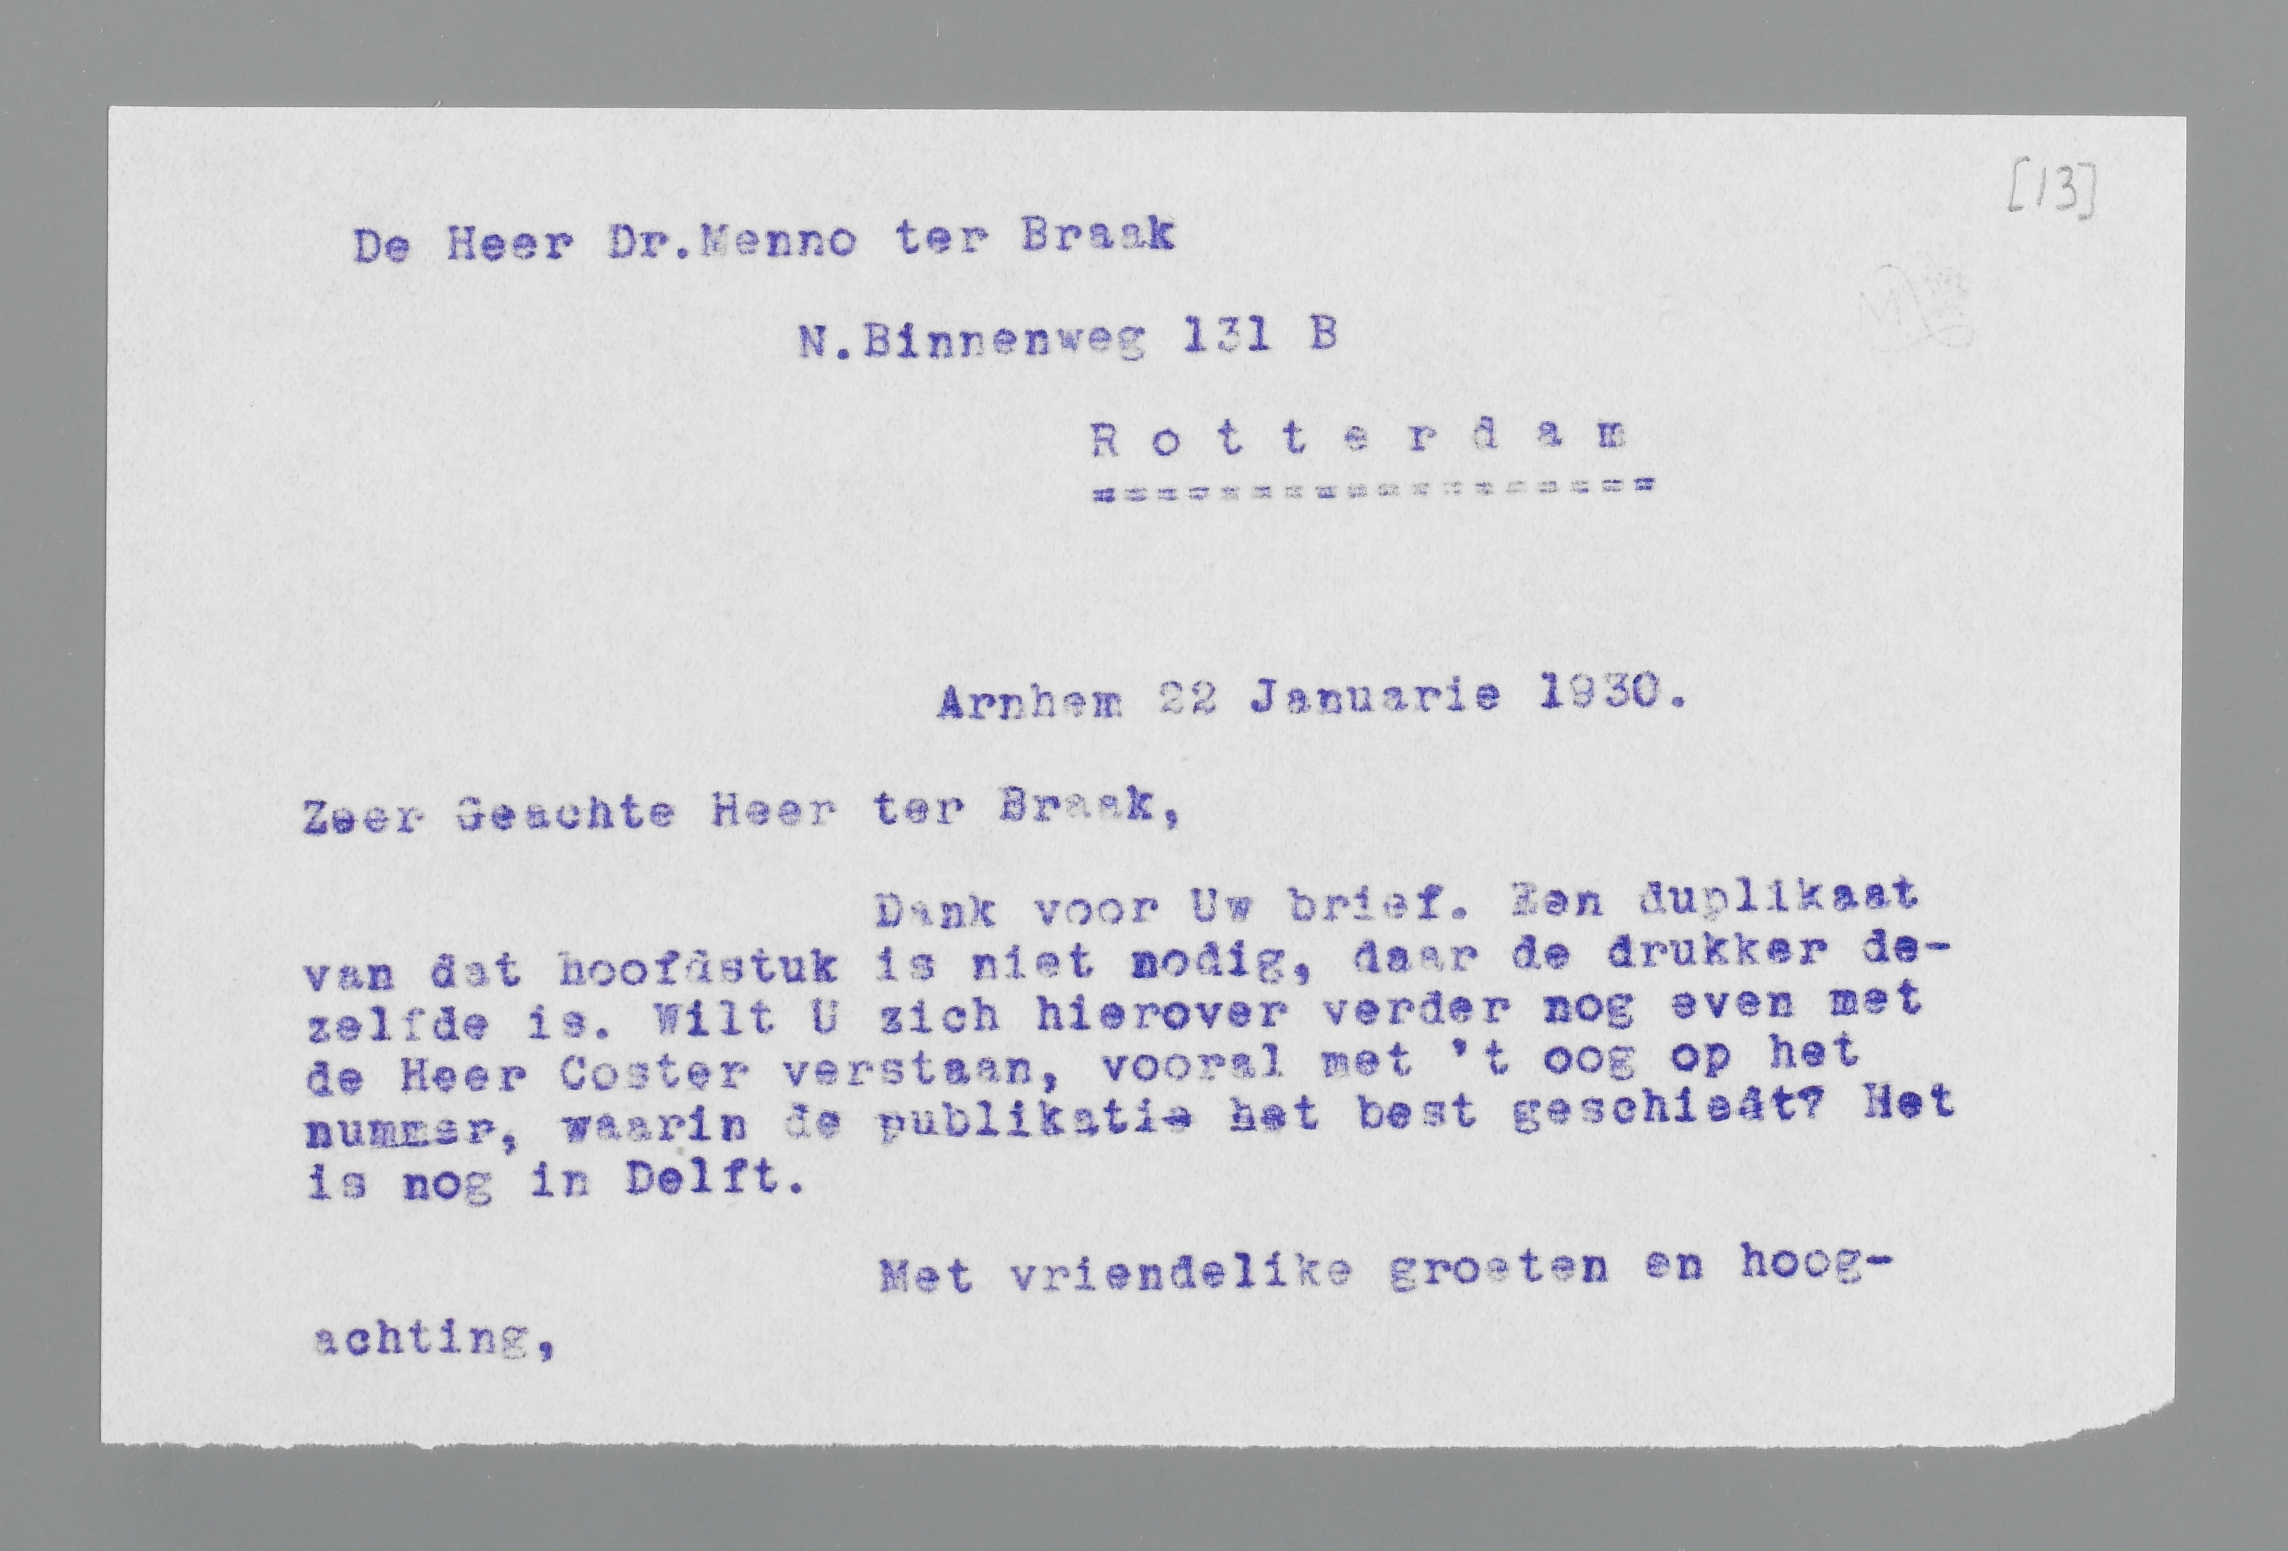 [13]
De Heer Dr.Menno ter Braak
N.Binnenweg 131 B
R o t t e r d a m
==================
Arnhem 22 Januarie 1930.
Zeer Geachte Heer ter Braak,
Dank voor Uw brief. Een duplikaat
van dat hoofdstuk is niet nodig, daar de drukker de-
zelfde is. Wilt U zich hierover verder nog even met
de Heer Coster verstaan, vooral met 't oog op het
nummer, waarin de publikatie het best geschiedt? Het
is nog in Delft.
Met vriendelike groeten en hoog-
achting,